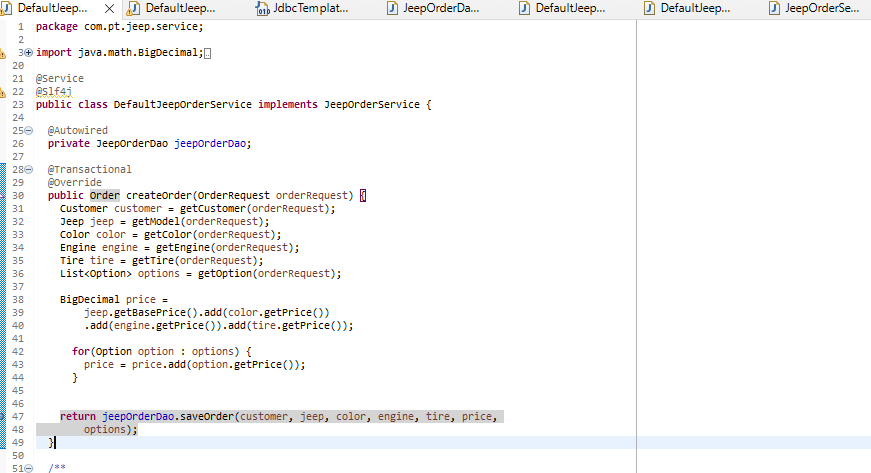 DefaultJeep...
DefaultJeep...
JdbcTemplat...
JeepOrderDa...
DefaultJeep...
DefaultJeep...
JeepOrderSe...
1 package com.pt.jeep.service;
2
3 import java.math.BigDecimal;
20
21 @Service
22 @Slf4j
23 public class DefaultJeepOrderService implements JeepOrderService {
24
25 @Autowired
26 private JeepOrderDao jeepOrderDao;
27
28 @Transactional
29 @Override
30 public Order createOrder(OrderRequest orderRequest) {
31 Customer customer = getCustomer(orderRequest);
32 Jeep jeep = getModel(orderRequest);
33 Color color = getColor(orderRequest);
34 Engine engine = getEngine(orderRequest);
35 Tire tire = getTire(orderRequest);
36 List<Option> options = getOption(orderRequest);
37
38 BigDecimal price =
39 jeep.getBasePrice().add(color.getPrice())
40 .add(engine.getPrice()).add(tire.getPrice());
41
42 for(Option option : options) {
43 price = price.add(option.getPrice());
44 }
45
46
47 return jeepOrderDao.saveOrder(customer, jeep, color, engine, tire, price,
48 options);
49 }
50
51 /**